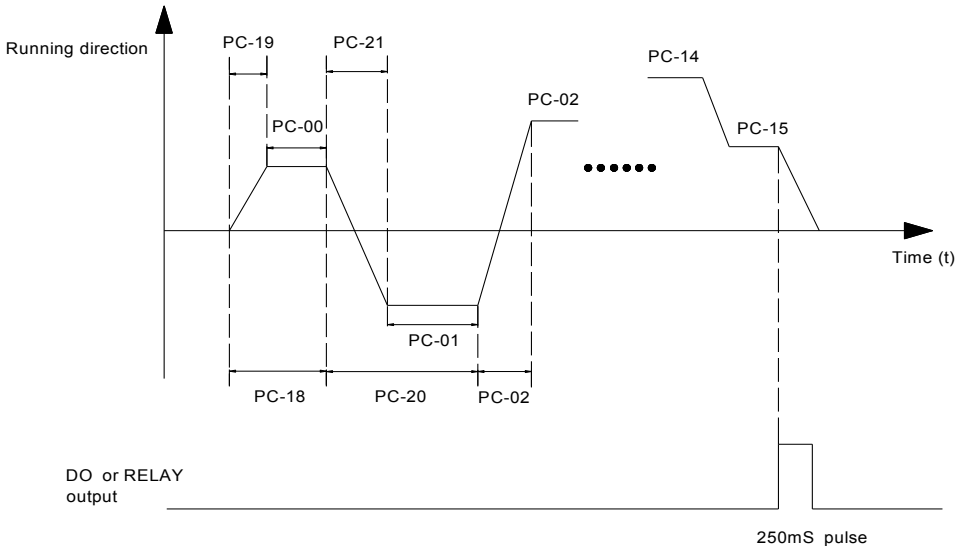 Running direction
PC-19
PC-21
PC-14
PC-02
PC-00
PC-15
Time (t)
PC-01
PC-18
PC-20
PC-02
DO or RELAY
output
250mS pulse